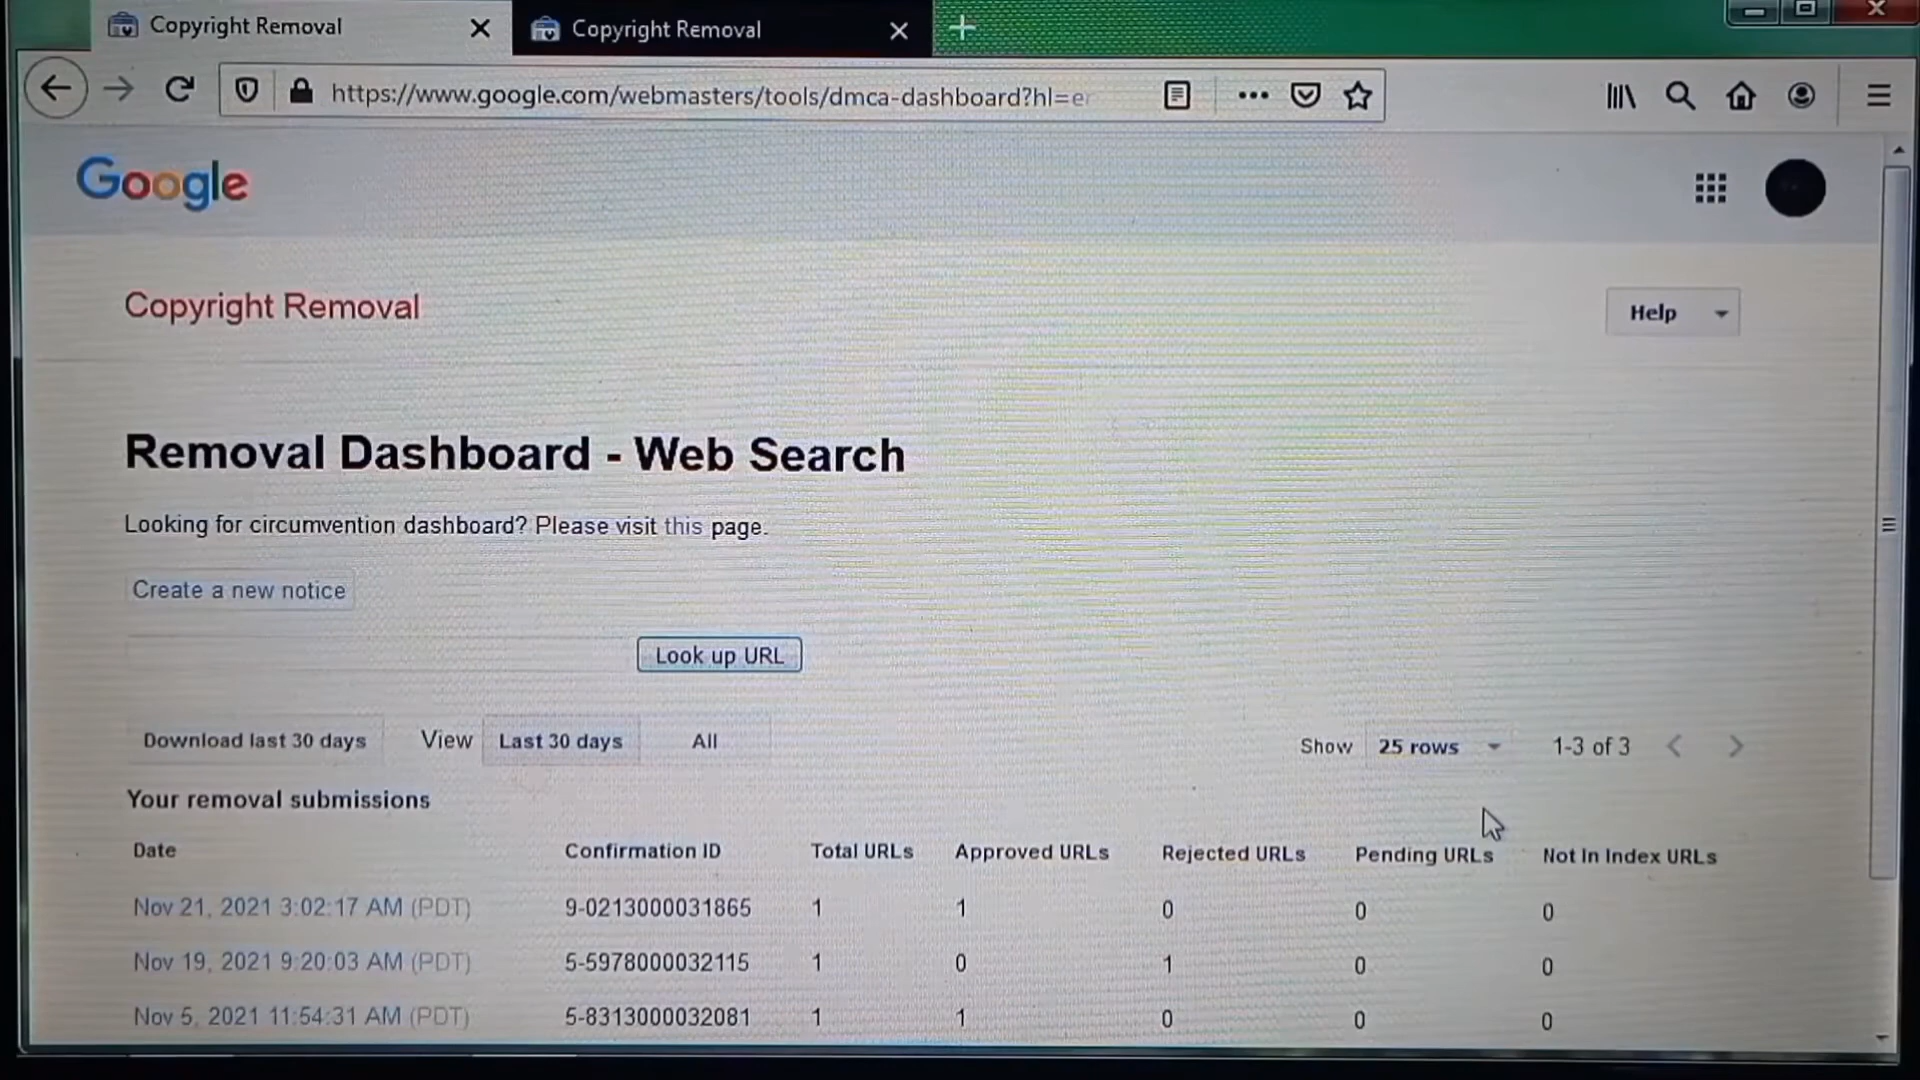 Copyright Removal
Copyright Removal
https://www.google.com/webmasters/tools/dmca-dashboard?hl=en
Google
Copyright Removal
Help
Removal Dashboard - Web Search
Looking for circumvention dashboard? Please visit this page.
Create a new notice
Look up URL
Download last 30 days View Last 30 days All Show 25 rows 1-3 of 3
Your removal submissions
Date Confirmation ID Total URLs Approved URLs Rejected URLs Pending URLs Not In Index URLs
Nov 21, 2021 3:02:17 AM (PDT) 9-0213000031865 1 1 0 0 0
Nov 19, 2021 9:20:03 AM (PDT) 5-5978000032115 1 0 1 0 0
Nov 5, 2021 11:54:31 AM (PDT) 5-8313000032081 1 1 0 0 0